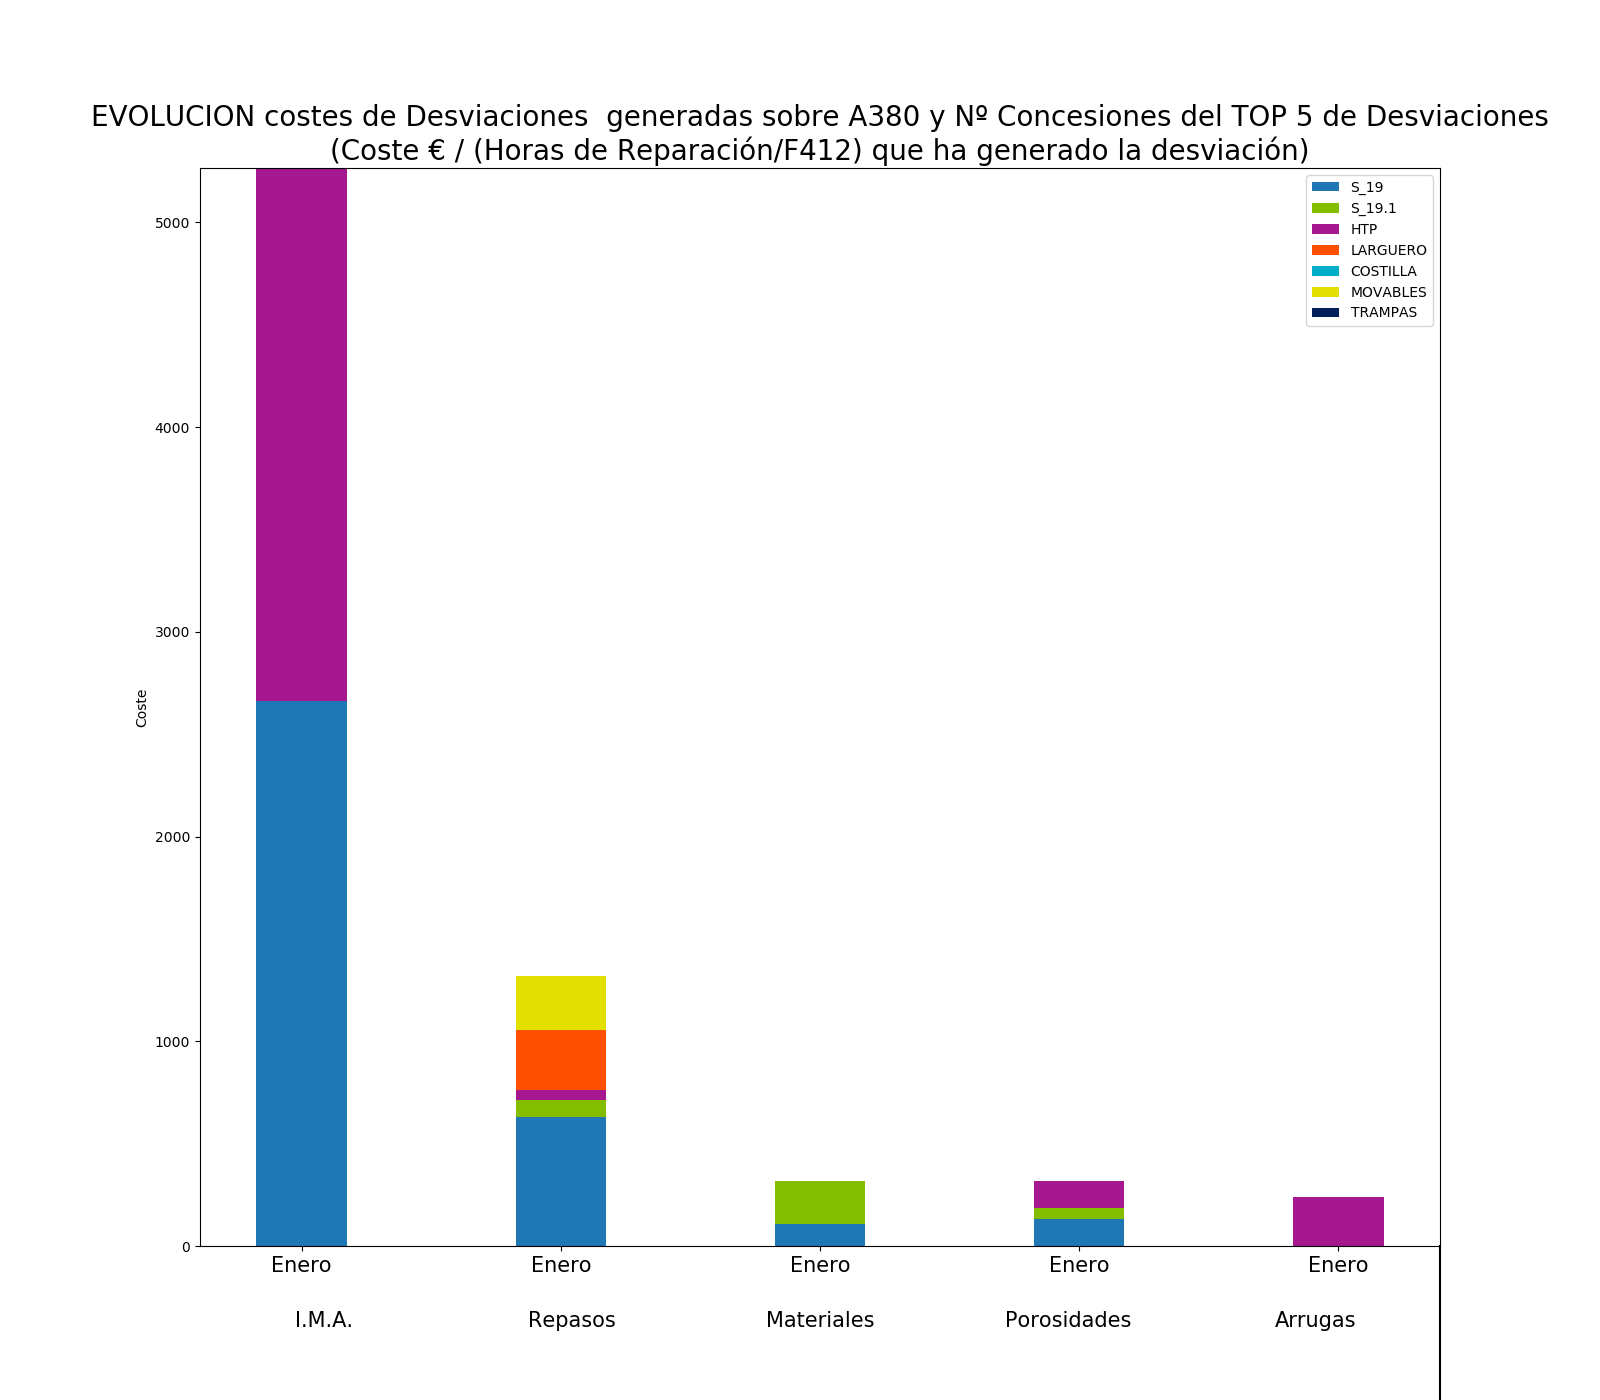 EVOLUCION costes de Desviaciones  generadas sobre A380 y Nº Concesiones del TOP 5 de Desviaciones
(Coste € / (Horas de Reparación/F412) que ha generado la desviación)
S_19
S_19.1
HTP
LARGUERO
COSTILLA
MOVABLES
TRAMPAS
5000
4000
3000
2000
1000
0
Coste
Enero Enero Enero Enero Enero
I.M.A. Repasos Materiales Porosidades Arrugas